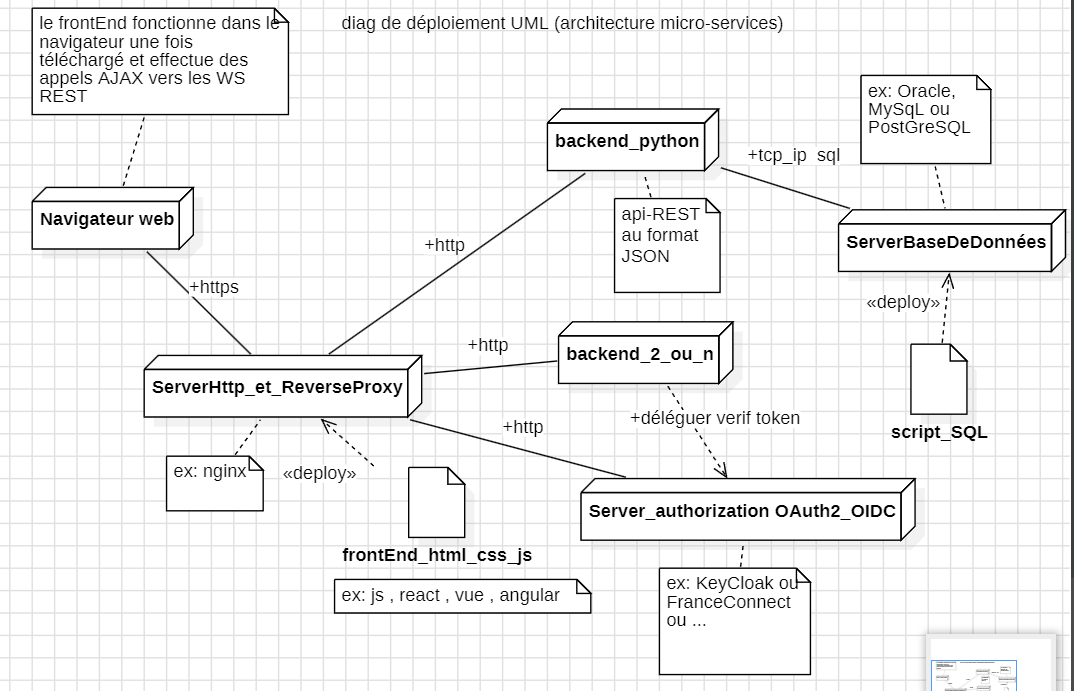 diag de déploiement UML (architecture micro-services)
le frontEnd fonctionne dans le
navigateur une fois
téléchargé et effectue des
appels AJAX vers les WS
REST
ex: Oracle,
MySqL ou
PostGreSQL
backend_python
+tcp_ip sql
Navigateur web
api-REST
au format
JSON
ServerBaseDeDonnées
+http
+https
«deploy»
+http
backend_2_ou_n
ServerHttp_et_ReverseProxy
+déléguer verif token
+http
script_SQL
ex: nginx
«deploy»
Server_authorization OAuth2_OIDC
frontEnd_html_css_js
ex: js , react , vue , angular
ex: KeyCloak ou
FranceConnect
ou ...